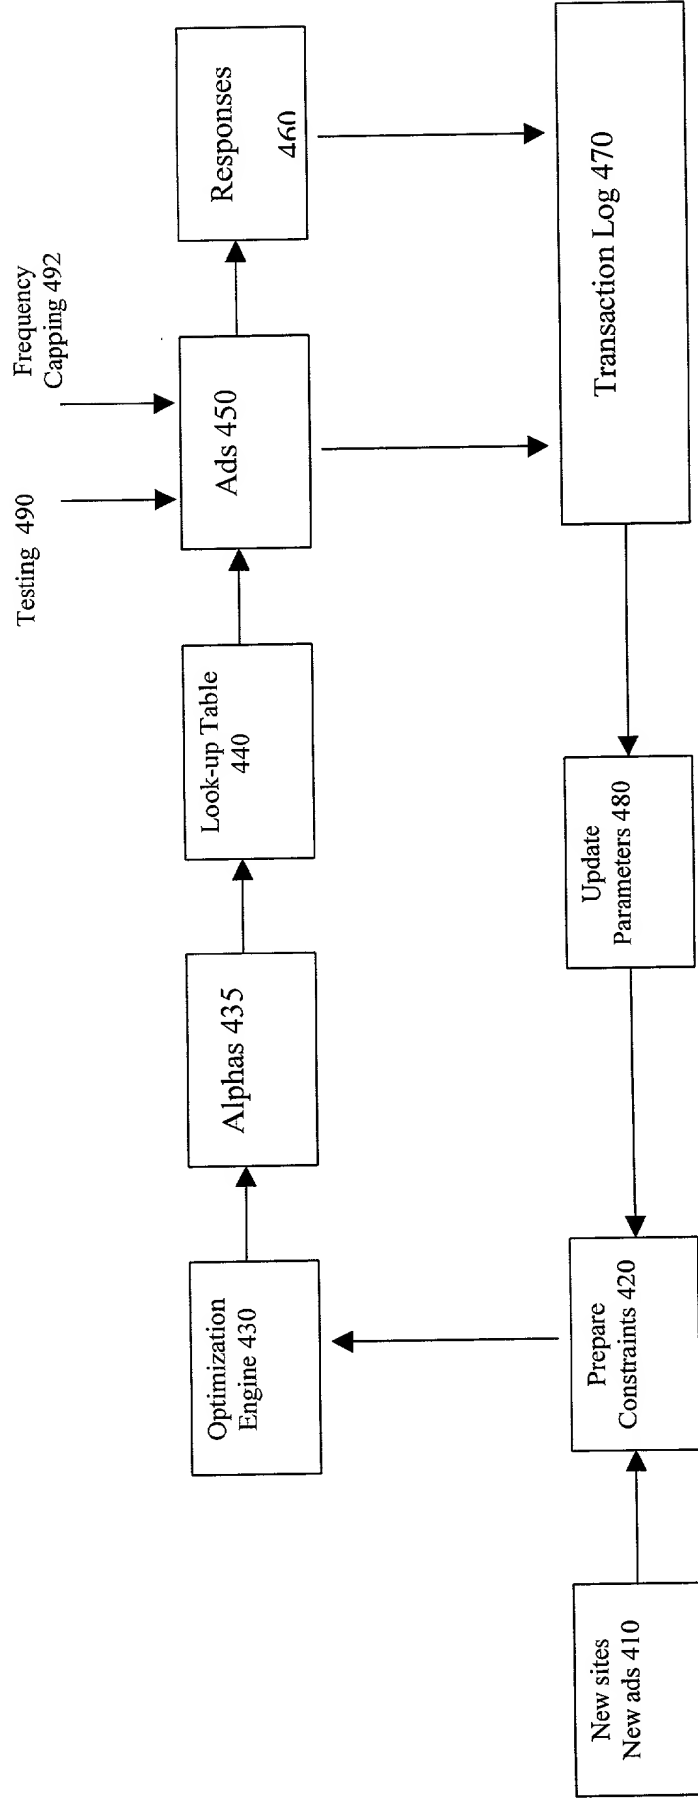 Testing 490
Frequency
Capping 492
Optimization
Engine 430
Alphas 435
Look-up Table
440
Ads 450
Responses
460
New sites
New ads 410
Prepare
Constraints 420
Update
Parameters 480
Transaction Log 470